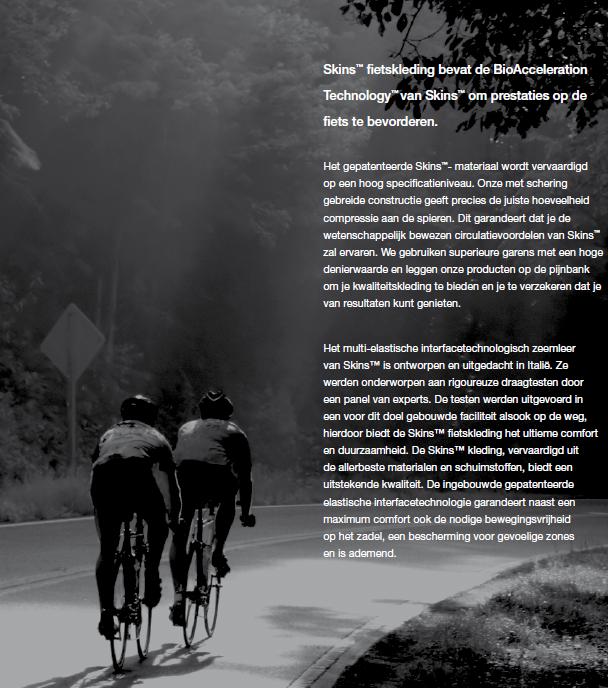 Skins™ fietskleding bevat de BioAcceleration
Technology™ van Skins™ om prestaties op de
fiets te bevorderen.
Het gepatenteerde Skins™- materiaal wordt vervaardigd
op een hoog specificatieniveau. Onze met schering
gebreide constructie geeft precies de juiste hoeveelheid
compressie aan de spieren. Dit garandeert dat je de
wetenschappelijk bewezen circulatievoordelen van Skins™
zal ervaren. We gebruiken superieure garens met een hoge
denierwaarde en leggen onze producten op de pijnbank
om je kwaliteitskleding te bieden en je te verzekeren dat je
van resultaten kunt genieten.
Het multi-elastische interfacetechnologisch zeemleer
van Skins™ is ontworpen en uitgedacht in Italië. Ze
werden onderworpen aan rigoureuze draagtesten door
een panel van experts. De testen werden uitgevoerd in
een voor dit doel gebouwde faciliteit alsook op de weg,
hierdoor biedt de Skins™ fietskleding het ultieme comfort
en duurzaamheid. De Skins™ kleding, vervaardigd uit
de allerbeste materialen en schuimstoffen, biedt een
uitstekende kwaliteit. De ingebouwde gepatenteerde
elastische interfacetechnologie garandeert naast een
maximum comfort ook de nodige bewegingsvrijheid
op het zadel, een bescherming voor gevoelige zones
en is ademend.